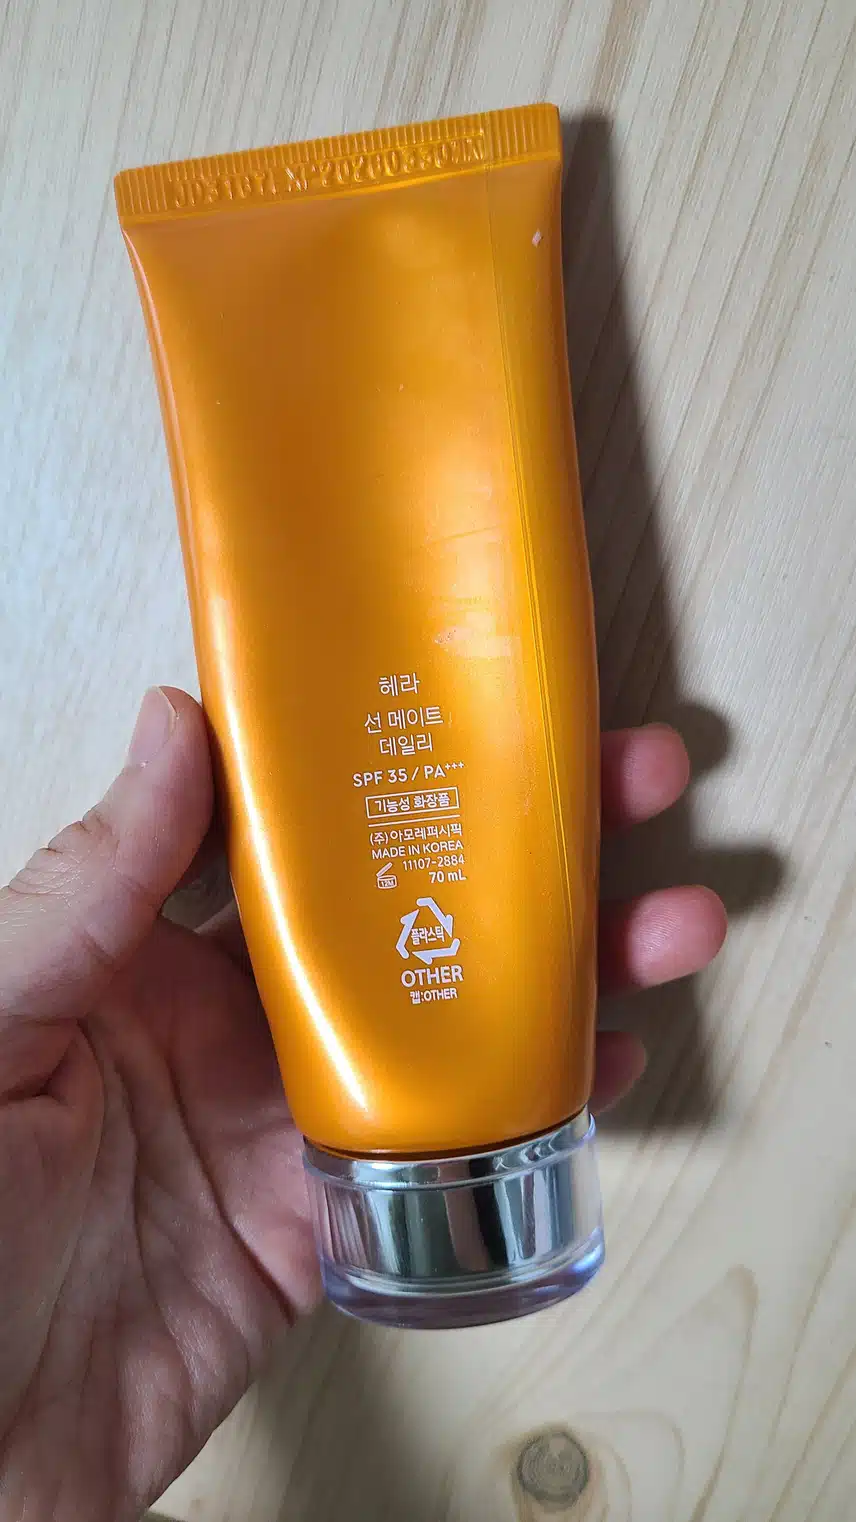 헤라
선 메이트
데일리
SPF 35 / PA+++
기능성 화장품
(주)아모레퍼시픽
MADE IN KOREA
11107-2884
12M
70 mL
플라스틱
OTHER
캡:OTHER